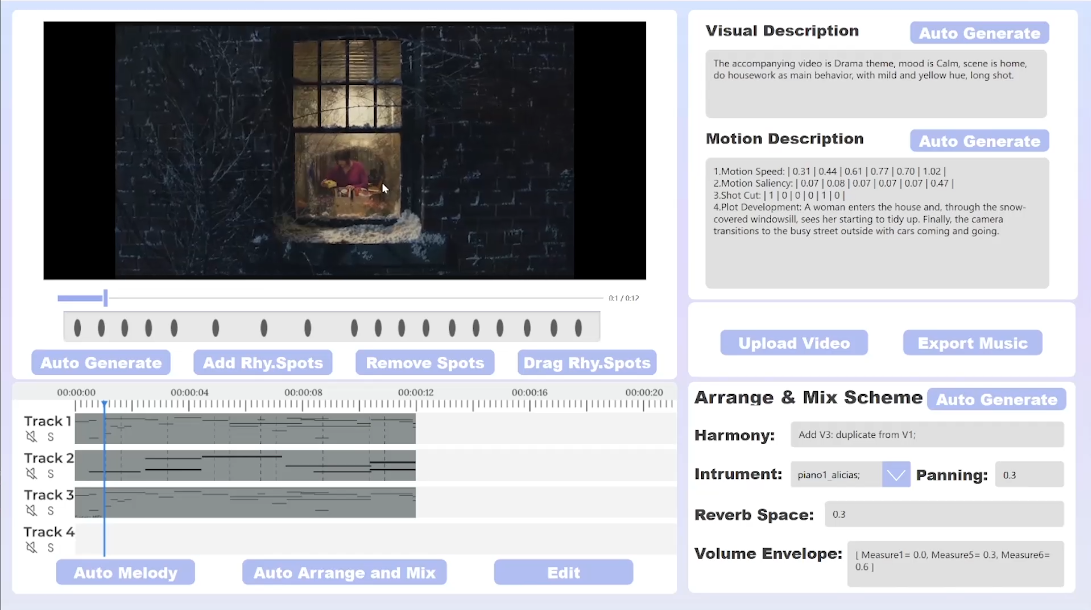 Visual Description
Auto Generate
The accompanying video is Drama theme, mood is Calm, scene is home,
do housework as main behavior, with mild and yellow hue, long shot.
Motion Description
Auto Generate
1.Motion Speed: | 0.31 | 0.44 | 0.61 | 0.77 | 0.70 | 1.02 |
2.Motion Saliency: | 0.07 | 0.08 | 0.07 | 0.07 | 0.07 | 0.47 |
3.Shot Cut: | 1 | 0 | 0 | 0 | 1 | 0 |
4.Plot Development: A woman enters the house and, through the snow-
covered windowsill, sees her starting to tidy up. Finally, the camera
transitions to the busy street outside with cars coming and going.
0:1 / 0:12
Auto Generate
Add Rhy.Spots
Remove Spots
Drag Rhy.Spots
Upload Video
Export Music
00:00:00
00:00:04
00:00:08
00:00:12
00:00:16
00:00:20
Track 1
S
Track 2
S
Track 3
S
Track 4
S
Auto Melody
Auto Arrange and Mix
Edit
Arrange & Mix Scheme
Auto Generate
Harmony:
Add V3: duplicate from V1;
Intrument:
piano1_alicias;
Panning:
0.3
Reverb Space:
0.3
Volume Envelope:
[ Measure1= 0.0, Measure5= 0.3, Measure6=
0.6 ]